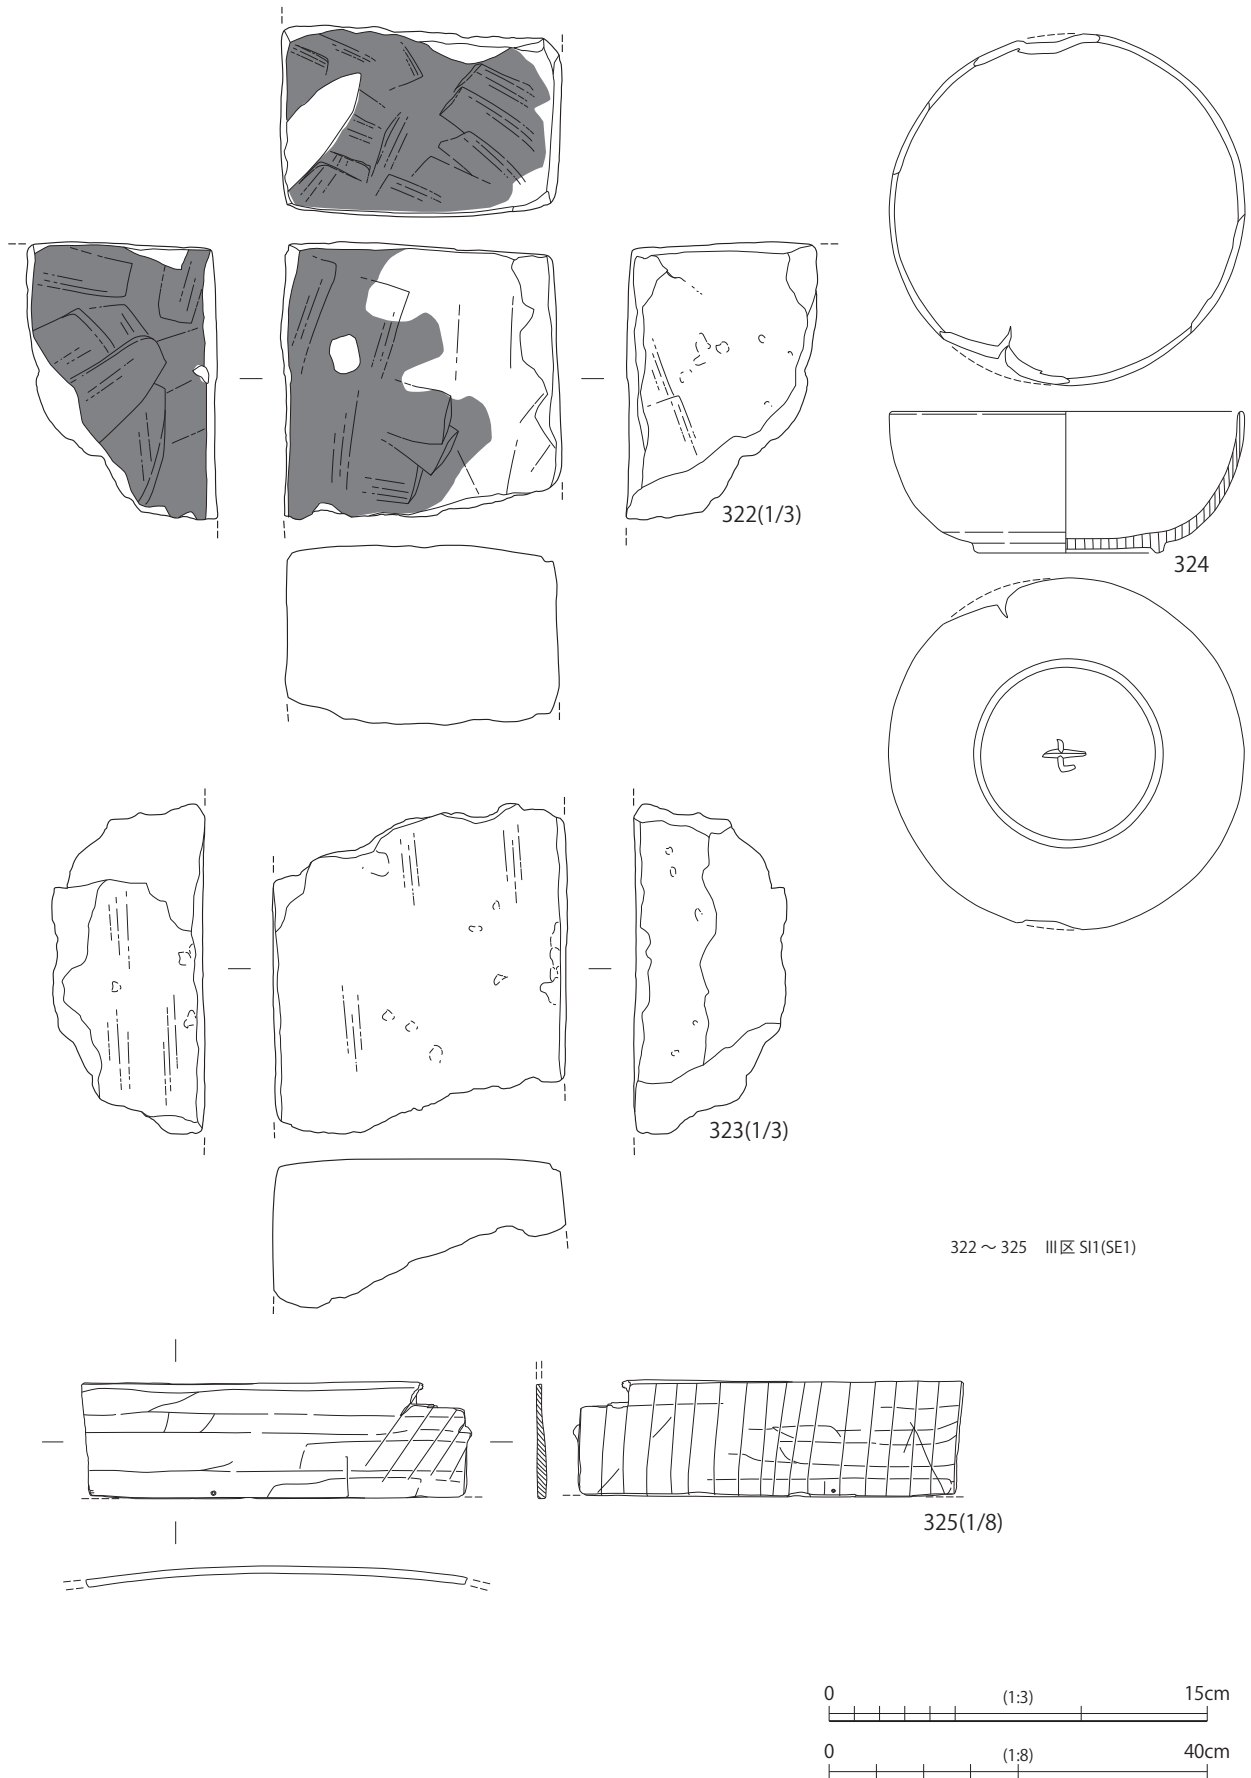 322(1/3)
324
323(1/3)
322～325　Ⅲ区 SI1(SE1)
325(1/8)
0 (1:3) 15cm
0 (1:8) 40cm